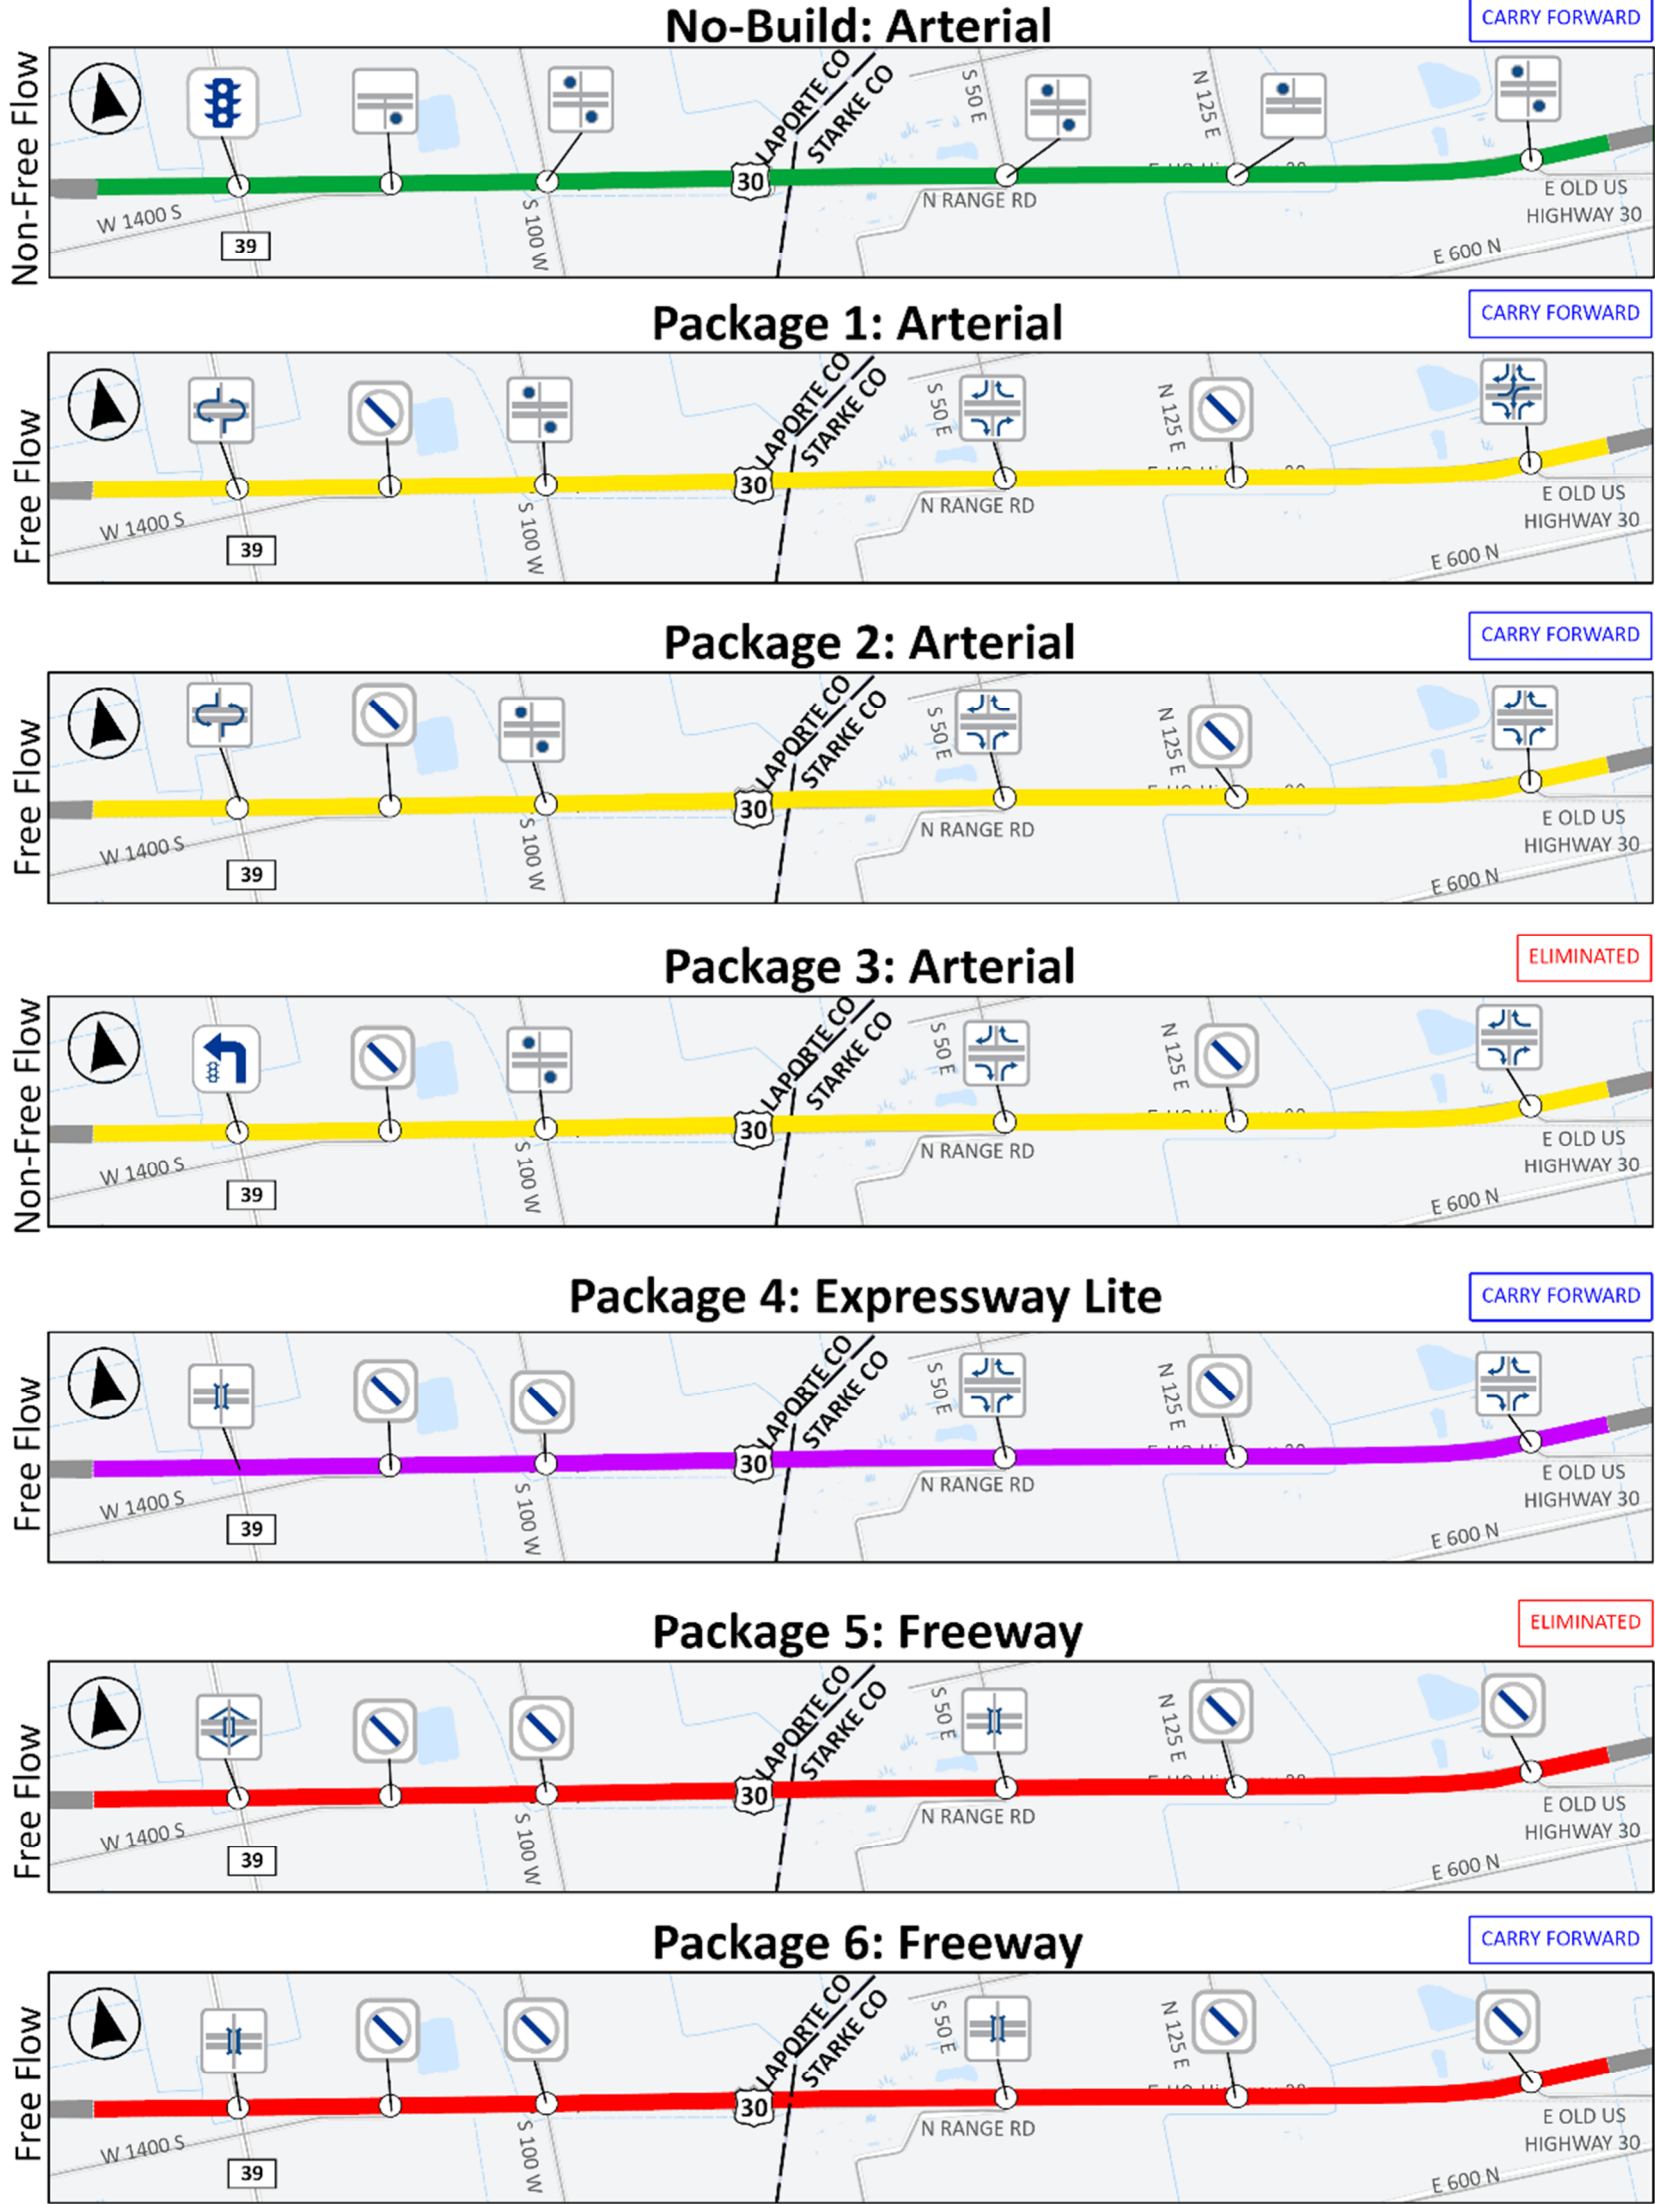 No-Build: Arterial
CARRY FORWARD
Non-Free Flow
LAPORTE CO
STARKE CO
S 50 E
N 125 E
30
W 1400 S
39
S 100 W
N RANGE RD
E OLD US
HIGHWAY 30
E 600 N
Package 1: Arterial
CARRY FORWARD
Free Flow
LAPORTE CO
STARKE CO
S 50 E
N 125 E
30
W 1400 S
39
S 100 W
N RANGE RD
E OLD US
HIGHWAY 30
E 600 N
Package 2: Arterial
CARRY FORWARD
Free Flow
LAPORTE CO
STARKE CO
S 50 E
N 125 E
30
W 1400 S
39
S 100 W
N RANGE RD
E OLD US
HIGHWAY 30
E 600 N
Package 3: Arterial
ELIMINATED
Non-Free Flow
LAPORTE CO
STARKE CO
S 50 E
N 125 E
30
W 1400 S
39
S 100 W
N RANGE RD
E OLD US
HIGHWAY 30
E 600 N
Package 4: Expressway Lite
CARRY FORWARD
Free Flow
LAPORTE CO
STARKE CO
S 50 E
N 125 E
30
W 1400 S
39
S 100 W
N RANGE RD
E OLD US
HIGHWAY 30
E 600 N
Package 5: Freeway
ELIMINATED
Free Flow
LAPORTE CO
STARKE CO
S 50 E
N 125 E
30
W 1400 S
39
S 100 W
N RANGE RD
E OLD US
HIGHWAY 30
E 600 N
Package 6: Freeway
CARRY FORWARD
Free Flow
LAPORTE CO
STARKE CO
S 50 E
N 125 E
30
W 1400 S
39
S 100 W
N RANGE RD
E OLD US
HIGHWAY 30
E 600 N